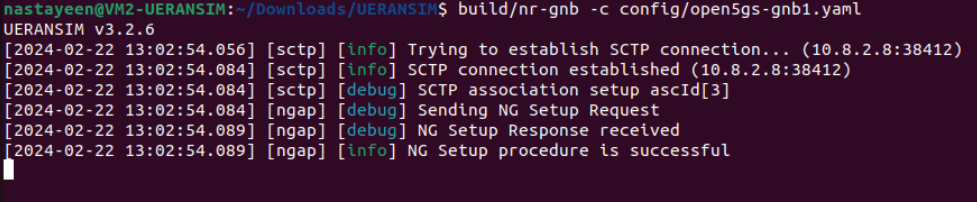 nastayeen@VM2-UERANSIM:~/Downloads/UERANSIM$ build/nr-gnb -c config/open5gs-gnb1.yaml
UERANSIM v3.2.6
[2024-02-22 13:02:54.056] [sctp] [info] Trying to establish SCTP connection... (10.8.2.8:38412)
[2024-02-22 13:02:54.084] [sctp] [info] SCTP connection established (10.8.2.8:38412)
[2024-02-22 13:02:54.084] [sctp] [debug] SCTP association setup ascId[3]
[2024-02-22 13:02:54.084] [ngap] [debug] Sending NG Setup Request
[2024-02-22 13:02:54.089] [ngap] [debug] NG Setup Response received
[2024-02-22 13:02:54.089] [ngap] [info] NG Setup procedure is successful